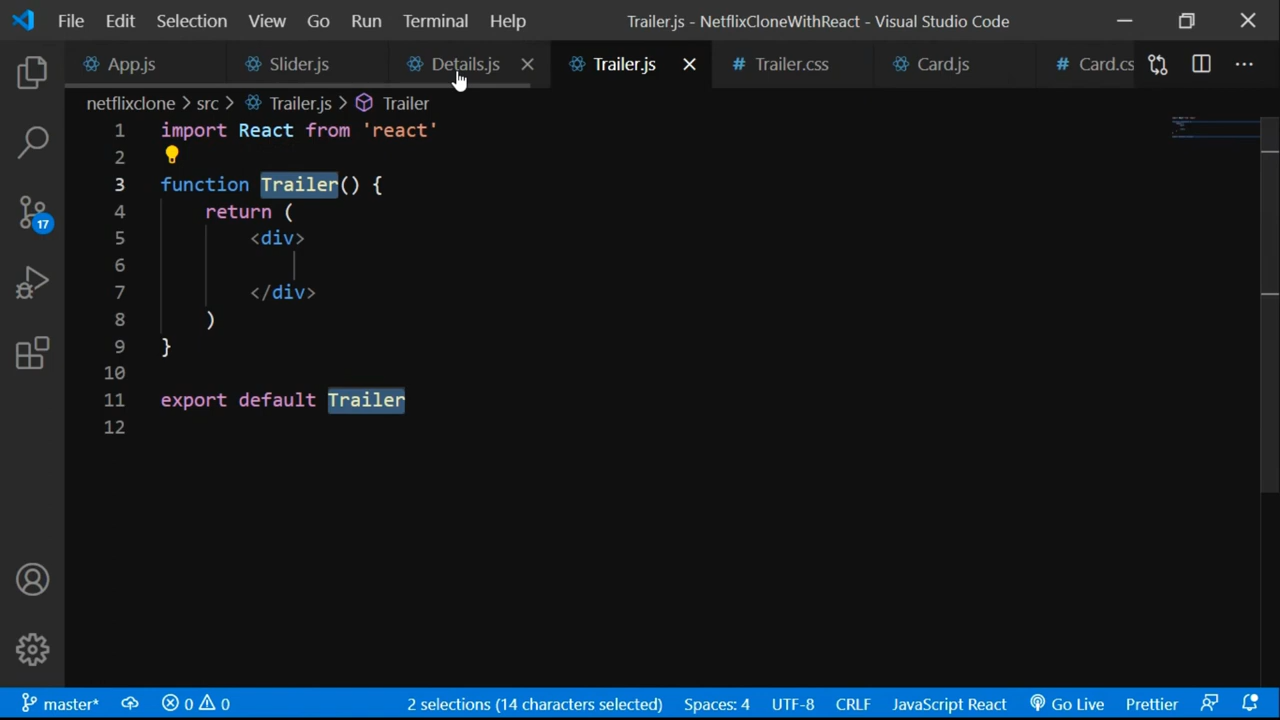 File Edit Selection View Go Run Terminal Help Trailer.js - NetflixCloneWithReact - Visual Studio Code
App.js Slider.js Details.js Trailer.js # Trailer.css Card.js # Card.cs
netflixclone > src > Trailer.js > Trailer
1 import React from 'react'
2
3 function Trailer() {
4 return (
5 <div>
6
7 </div>
8 )
9 }
10
11 export default Trailer
12
17
master* 0 0 2 selections (14 characters selected) Spaces: 4 UTF-8 CRLF JavaScript React Go Live Prettier